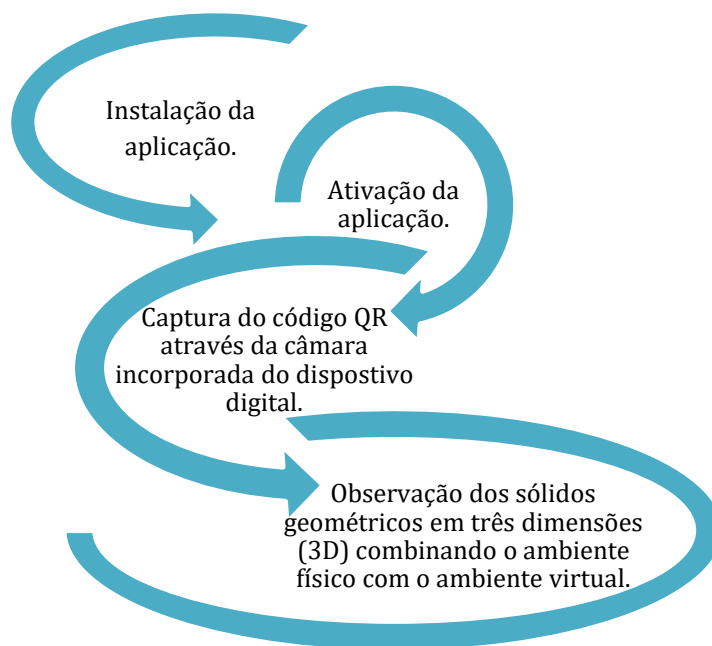 Instalação da
aplicação.
Ativação da
aplicação.
Captura do código QR
através da câmara
incorporada do dispostivo
digital.
Observação dos sólidos
geométricos em três dimensões
(3D) combinando o ambiente
físico com o ambiente virtual.